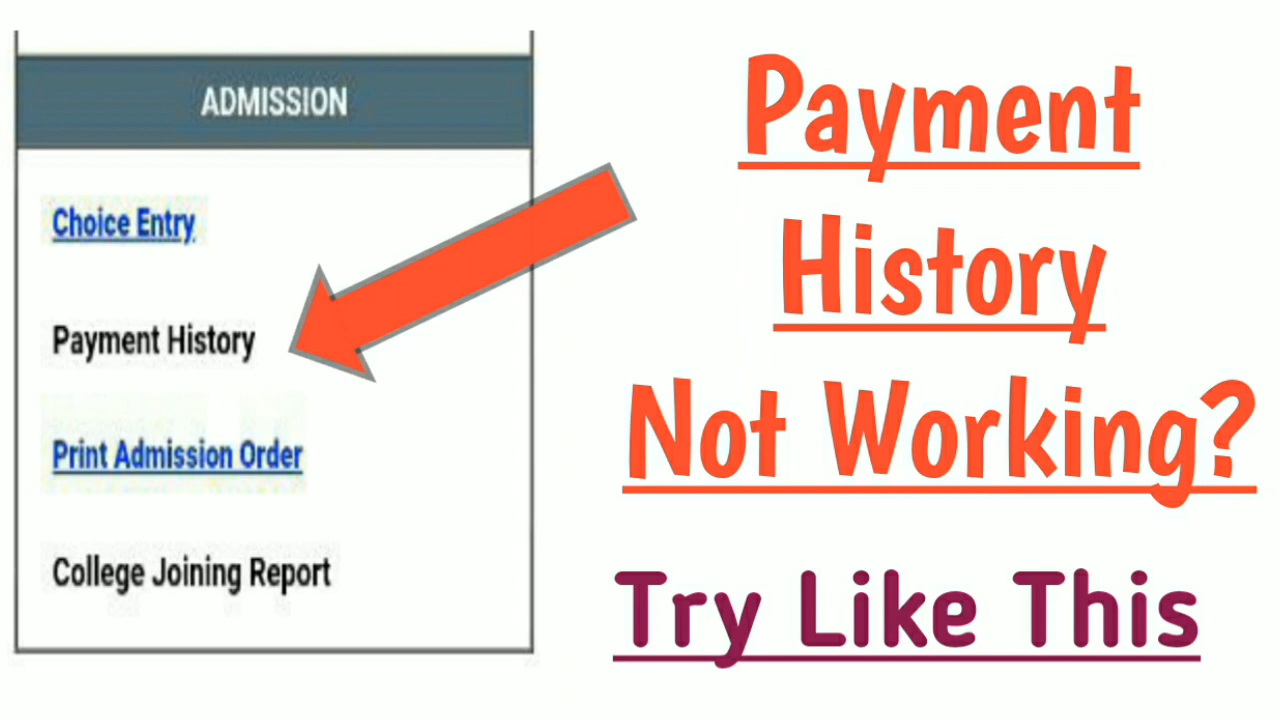 ADMISSION
Choice Entry
Payment History
Print Admission Order
College Joining Report
Payment
History
Not Working?
Try Like This